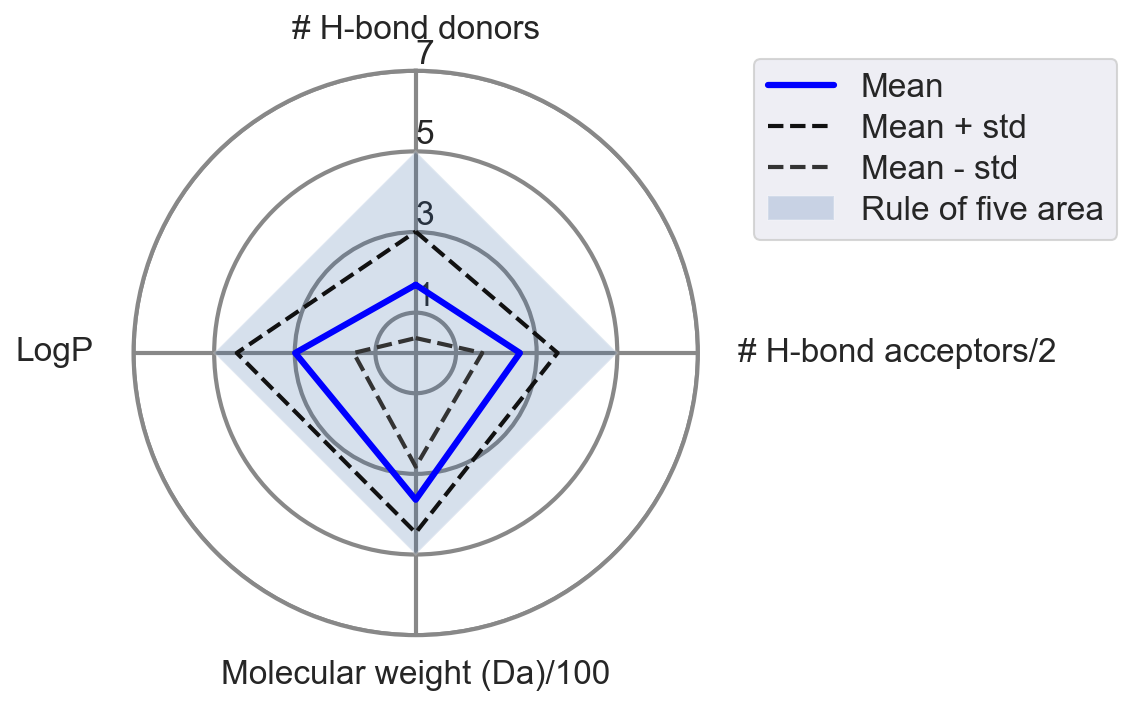 # H-bond donors
7
5
3
1
LogP
# H-bond acceptors/2
Molecular weight (Da)/100
Mean
Mean + std
Mean - std
Rule of five area